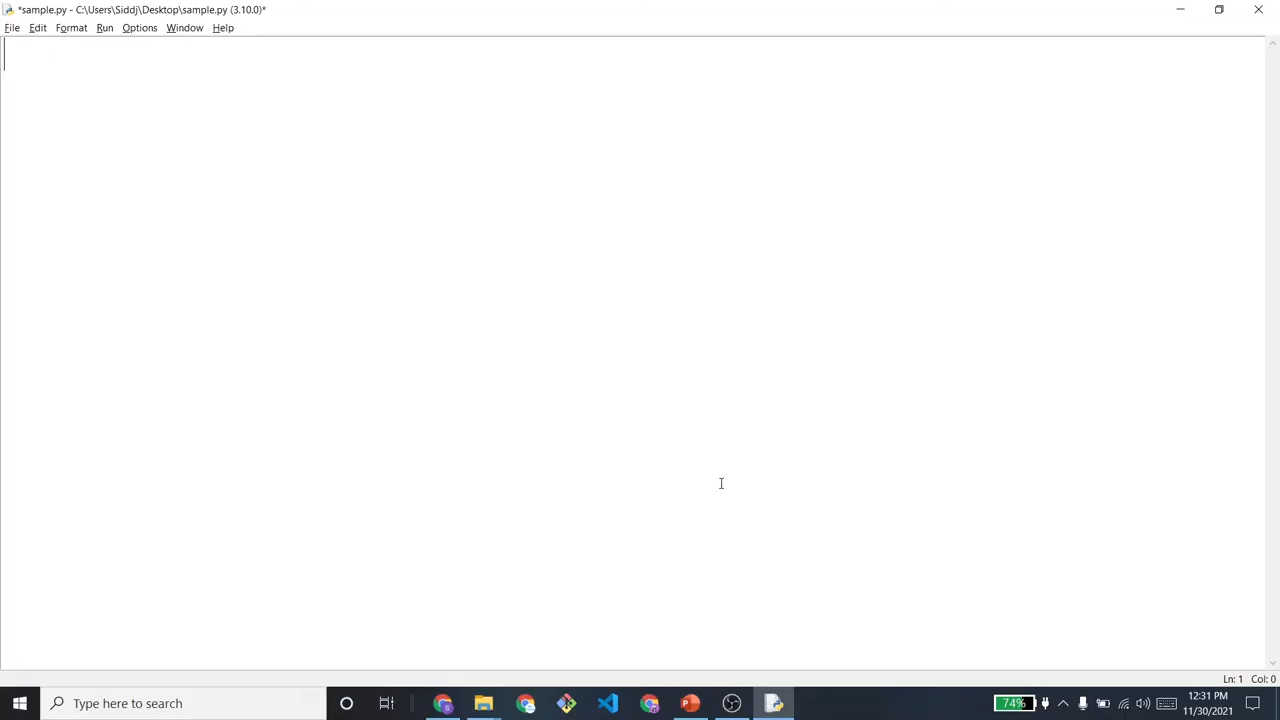 *sample.py - C:\Users\Siddj\Desktop\sample.py (3.10.0)*
File Edit Format Run Options Window Help
Ln: 1 Col: 0
Type here to search
74%
12:31 PM
11/30/2021